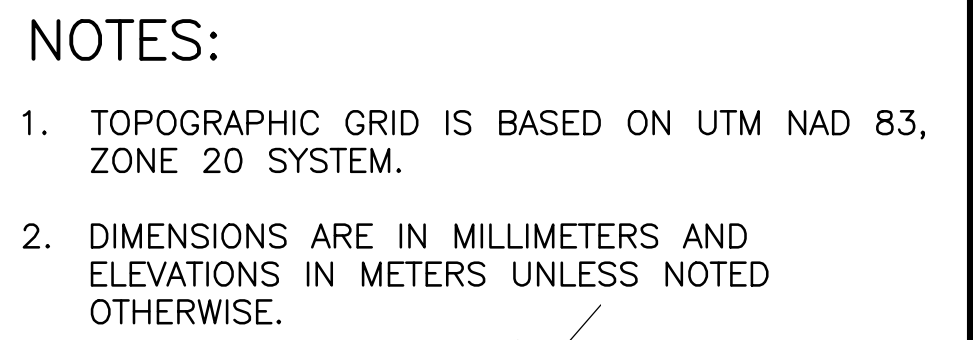 NOTES:
1. TOPOGRAPHIC GRID IS BASED ON UTM NAD 83,
ZONE 20 SYSTEM.
2. DIMENSIONS ARE IN MILLIMETERS AND
ELEVATIONS IN METERS UNLESS NOTED
OTHERWISE.